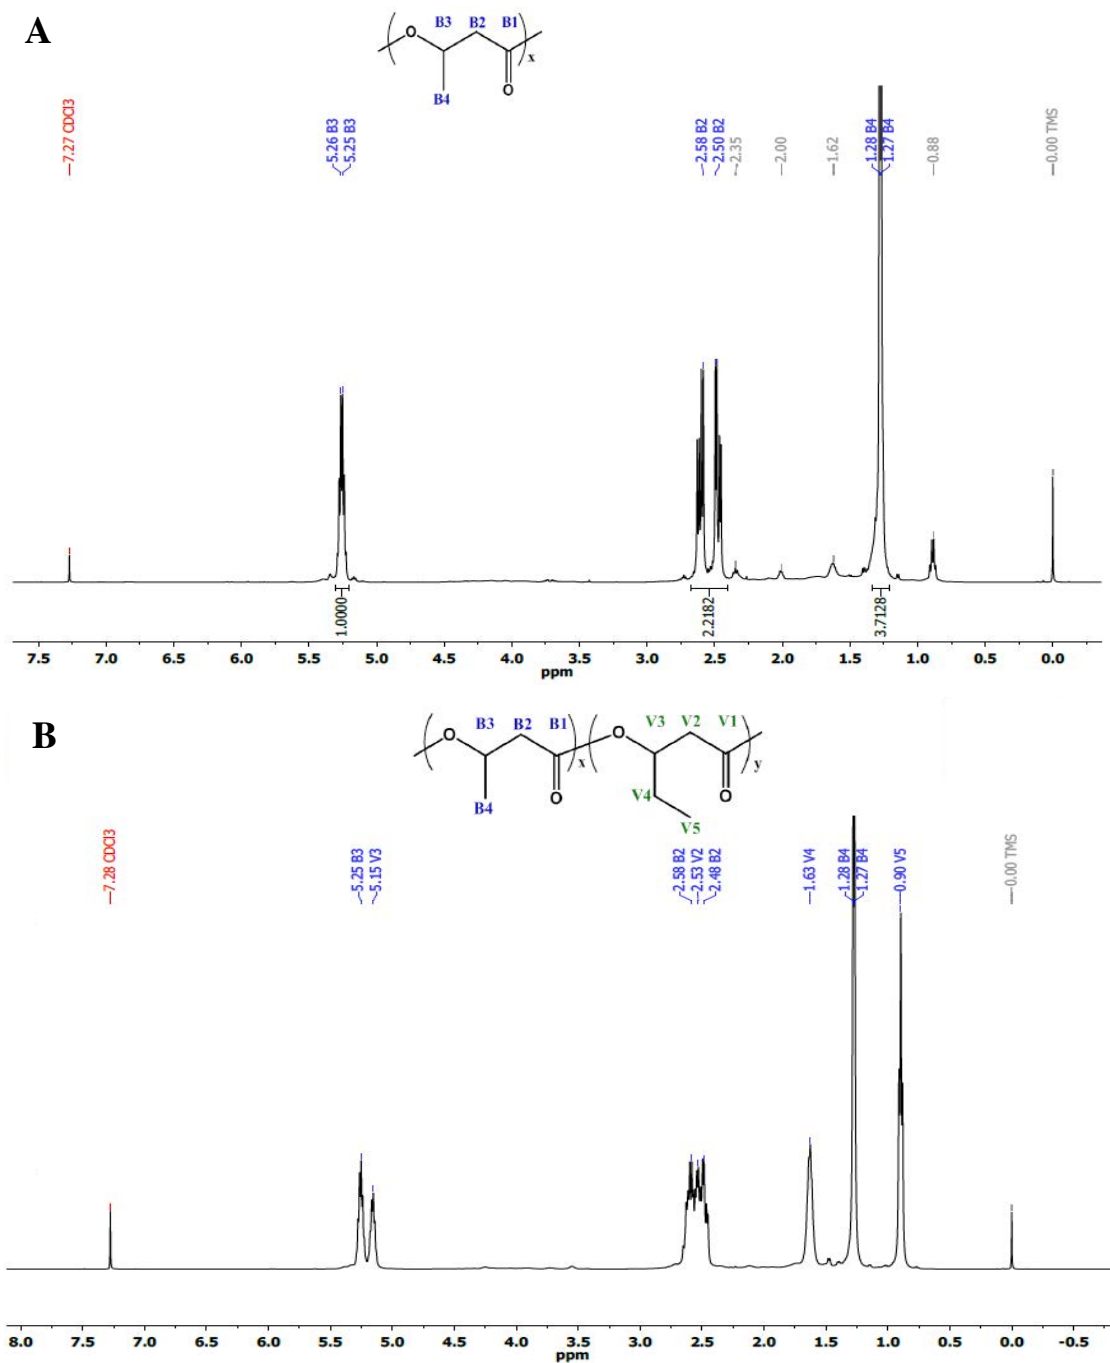 A
O B3 B2 B1
x
B4 O
7.27 CDCl3
5.26 B3
5.25 B3
2.58 B2
2.50 B2
2.35
2.00
1.62
1.28 B4
1.27 B4
0.88
0.00 TMS
1.0000
2.2182
3.7128
7.5 7.0 6.5 6.0 5.5 5.0 4.5 4.0 3.5 3.0 2.5 2.0 1.5 1.0 0.5 0.0
ppm
B
O B3 B2 B1 O V3 V2 V1
x y
B4 O V4 O
V5
7.28 CDCl3
5.25 B3
5.15 V3
2.58 B2
2.53 V2
2.48 B2
1.63 V4
1.28 B4
1.27 B4
0.90 V5
0.00 TMS
8.0 7.5 7.0 6.5 6.0 5.5 5.0 4.5 4.0 3.5 3.0 2.5 2.0 1.5 1.0 0.5 0.0 -0.5
ppm